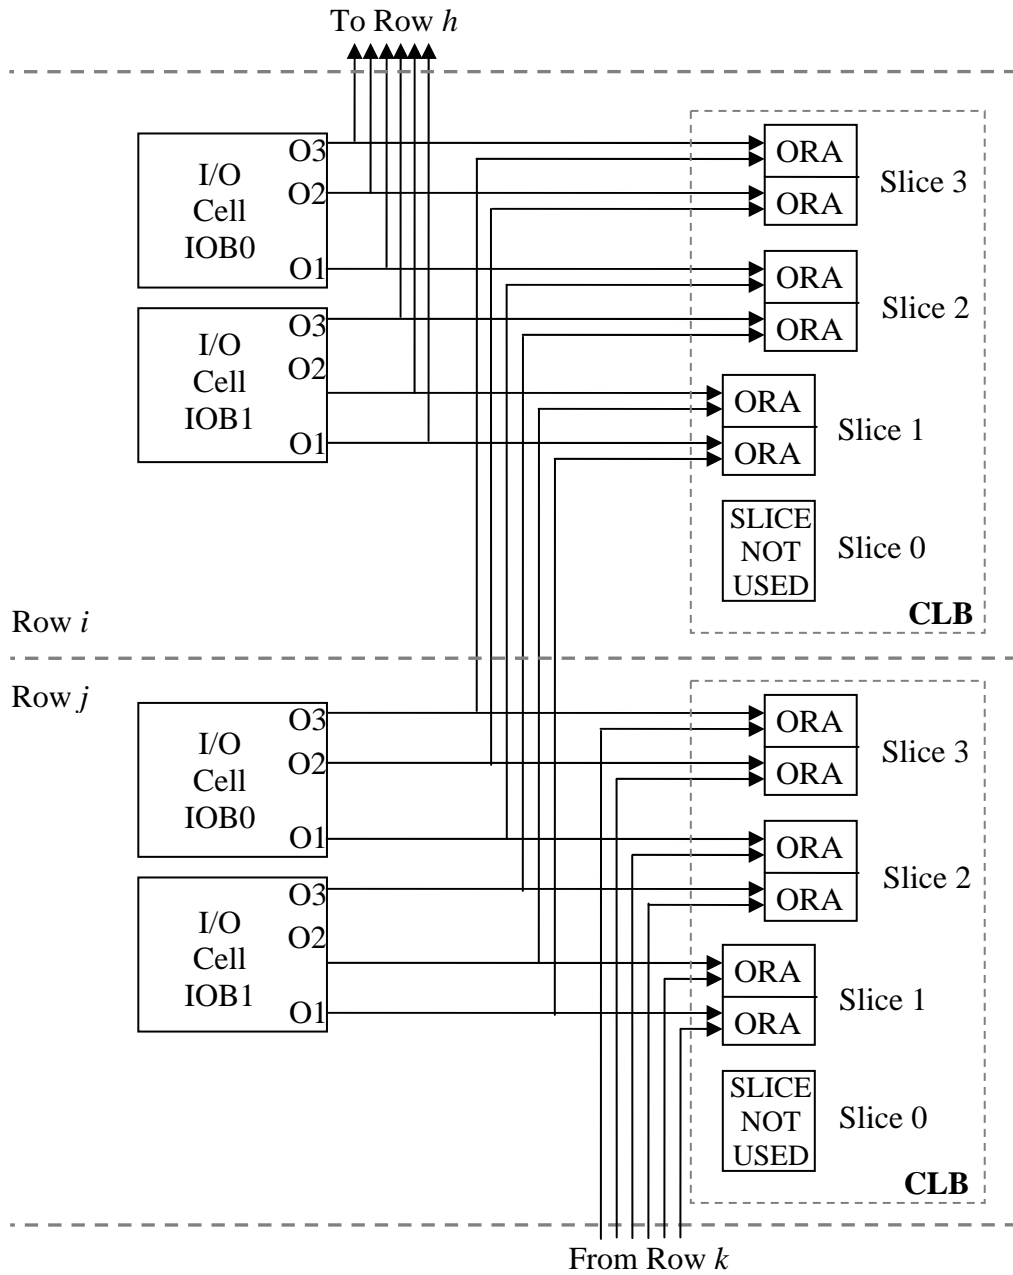 To Row h
O3
I/O
Cell
IOB0
O2
O1
O3
I/O
Cell
IOB1
O2
O1
ORA
ORA
Slice 3
ORA
ORA
Slice 2
ORA
ORA
Slice 1
SLICE
NOT
USED
Slice 0
CLB
Row i
Row j
O3
I/O
Cell
IOB0
O2
O1
O3
I/O
Cell
IOB1
O2
O1
ORA
ORA
Slice 3
ORA
ORA
Slice 2
ORA
ORA
Slice 1
SLICE
NOT
USED
Slice 0
CLB
From Row k